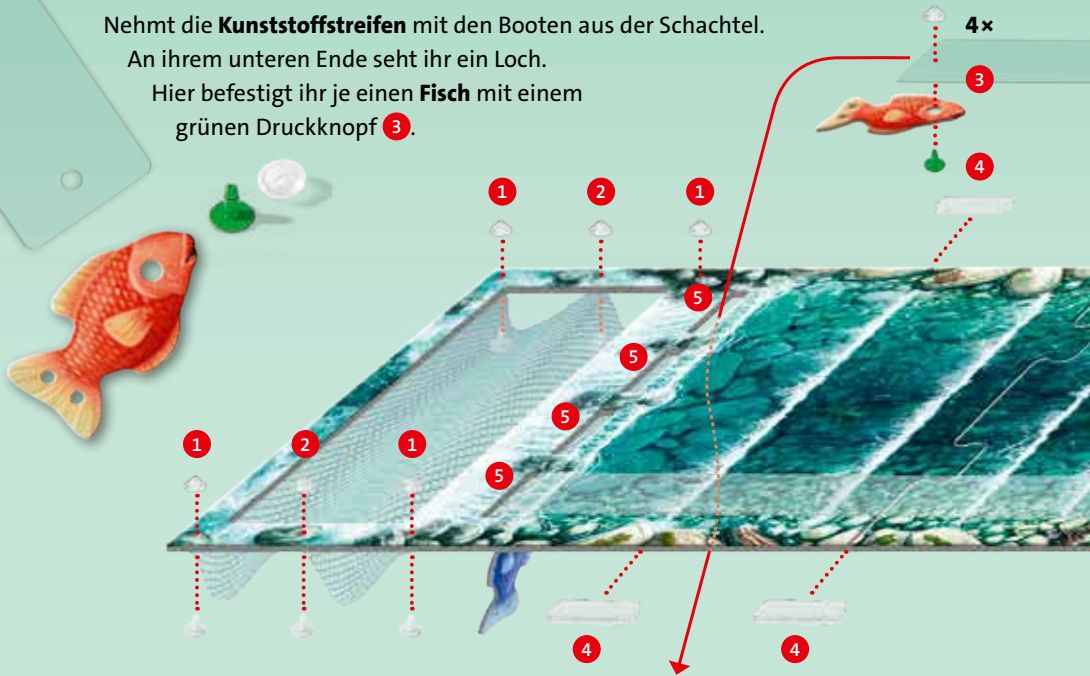 Nehmt die Kunststoffstreifen mit den Booten aus der Schachtel.
An ihrem unteren Ende seht ihr ein Loch.
Hier befestigt ihr je einen Fisch mit einem
grünen Druckknopf 3.
4×
3
4
1 2 1
5
5
5
1 2 1
5
4 4